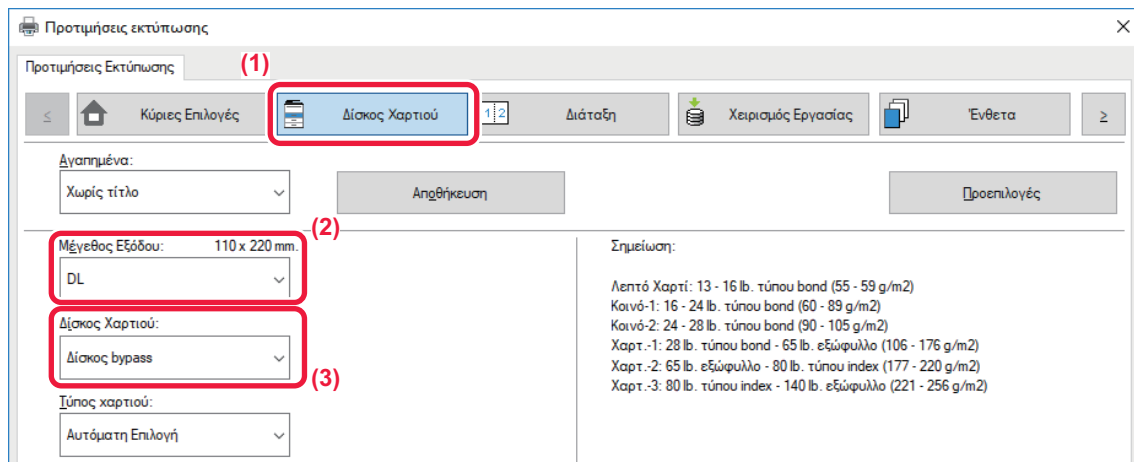 Προτιμήσεις εκτύπωσης
Προτιμήσεις Εκτύπωσης
(1)
<
Κύριες Επιλογές
Δίσκος Χαρτιού
1 2
Διάταξη
Χειρισμός Εργασίας
Ένθετα
>
Αγαπημένα:
Χωρίς τίτλο
Αποθήκευση
Προεπιλογές
(2)
Μέγεθος Εξόδου: 110 x 220 mm.
DL
Δίσκος Χαρτιού:
Δίσκος bypass
(3)
Τύπος χαρτιού:
Αυτόματη Επιλογή
Σημείωση:
Λεπτό Χαρτί: 13 - 16 lb. τύπου bond (55 - 59 g/m2)
Κοινό-1: 16 - 24 lb. τύπου bond (60 - 89 g/m2)
Κοινό-2: 24 - 28 lb. τύπου bond (90 - 105 g/m2)
Χαρτ.-1: 28 lb. τύπου bond - 65 lb. εξώφυλλο (106 - 176 g/m2)
Χαρτ.-2: 65 lb. εξώφυλλο - 80 lb. τύπου index (177 - 220 g/m2)
Χαρτ.-3: 80 lb. τύπου index - 140 lb. εξώφυλλο (221 - 256 g/m2)